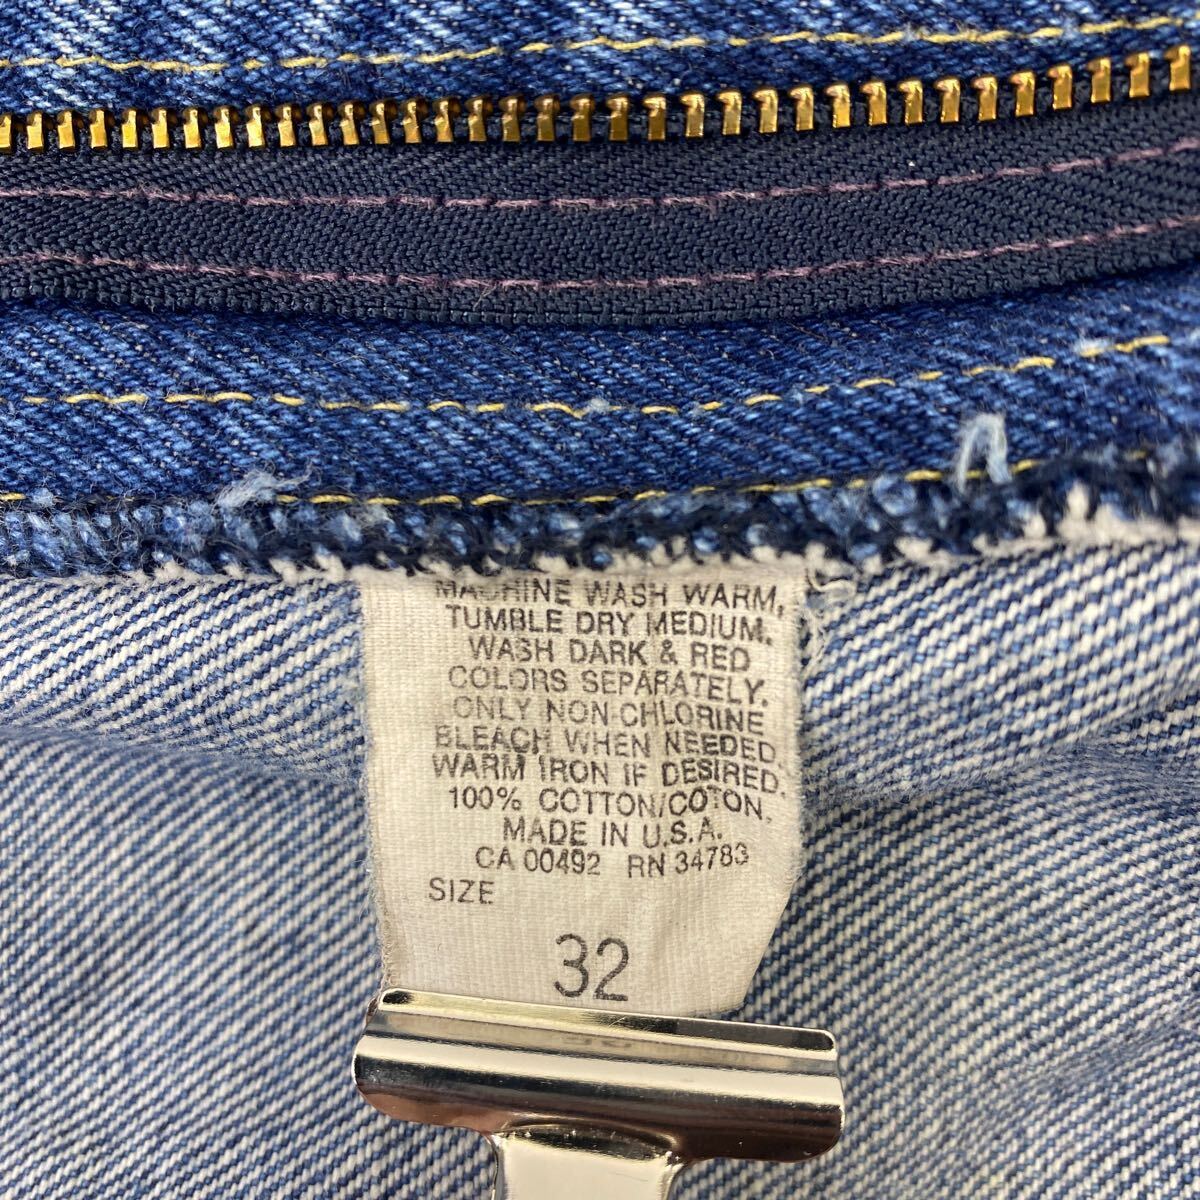 MACHINE WASH WARM,
TUMBLE DRY MEDIUM.
WASH DARK & RED
COLORS SEPARATELY.
ONLY NON-CHLORINE
BLEACH WHEN NEEDED.
WARM IRON IF DESIRED.
100% COTTON/COTON.
MADE IN U.S.A.
CA 00492 RN 34783
SIZE
32